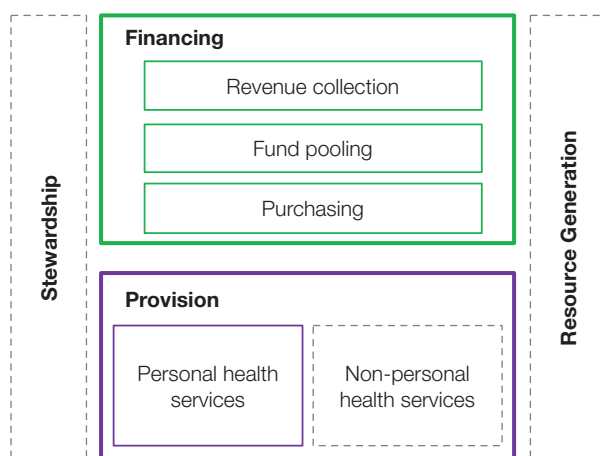 Stewardship
Financing
Revenue collection
Fund pooling
Purchasing
Provision
Personal health
services
Non-personal
health services
Resource Generation